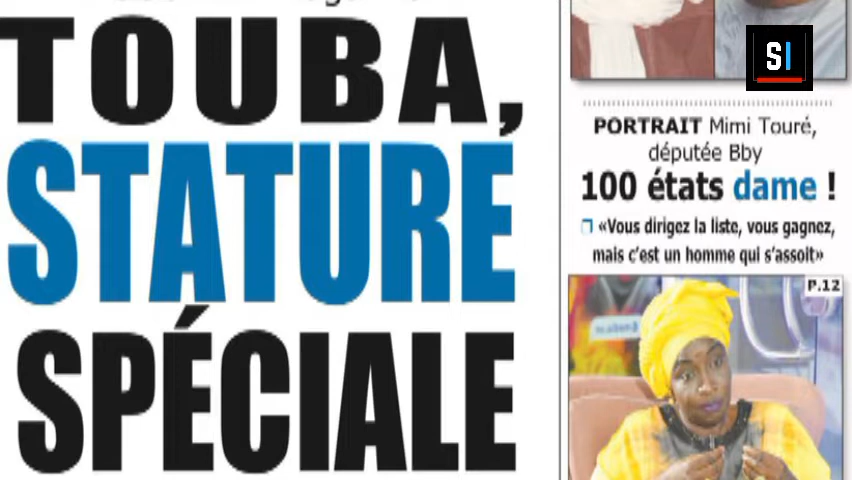 TOUBA,
STATURE
SPÉCIALE
SI
PORTRAIT Mimi Touré,
députée Bby
100 états dame !
«Vous dirigez la liste, vous gagnez,
mais c'est un homme qui s'assoit»
P.12